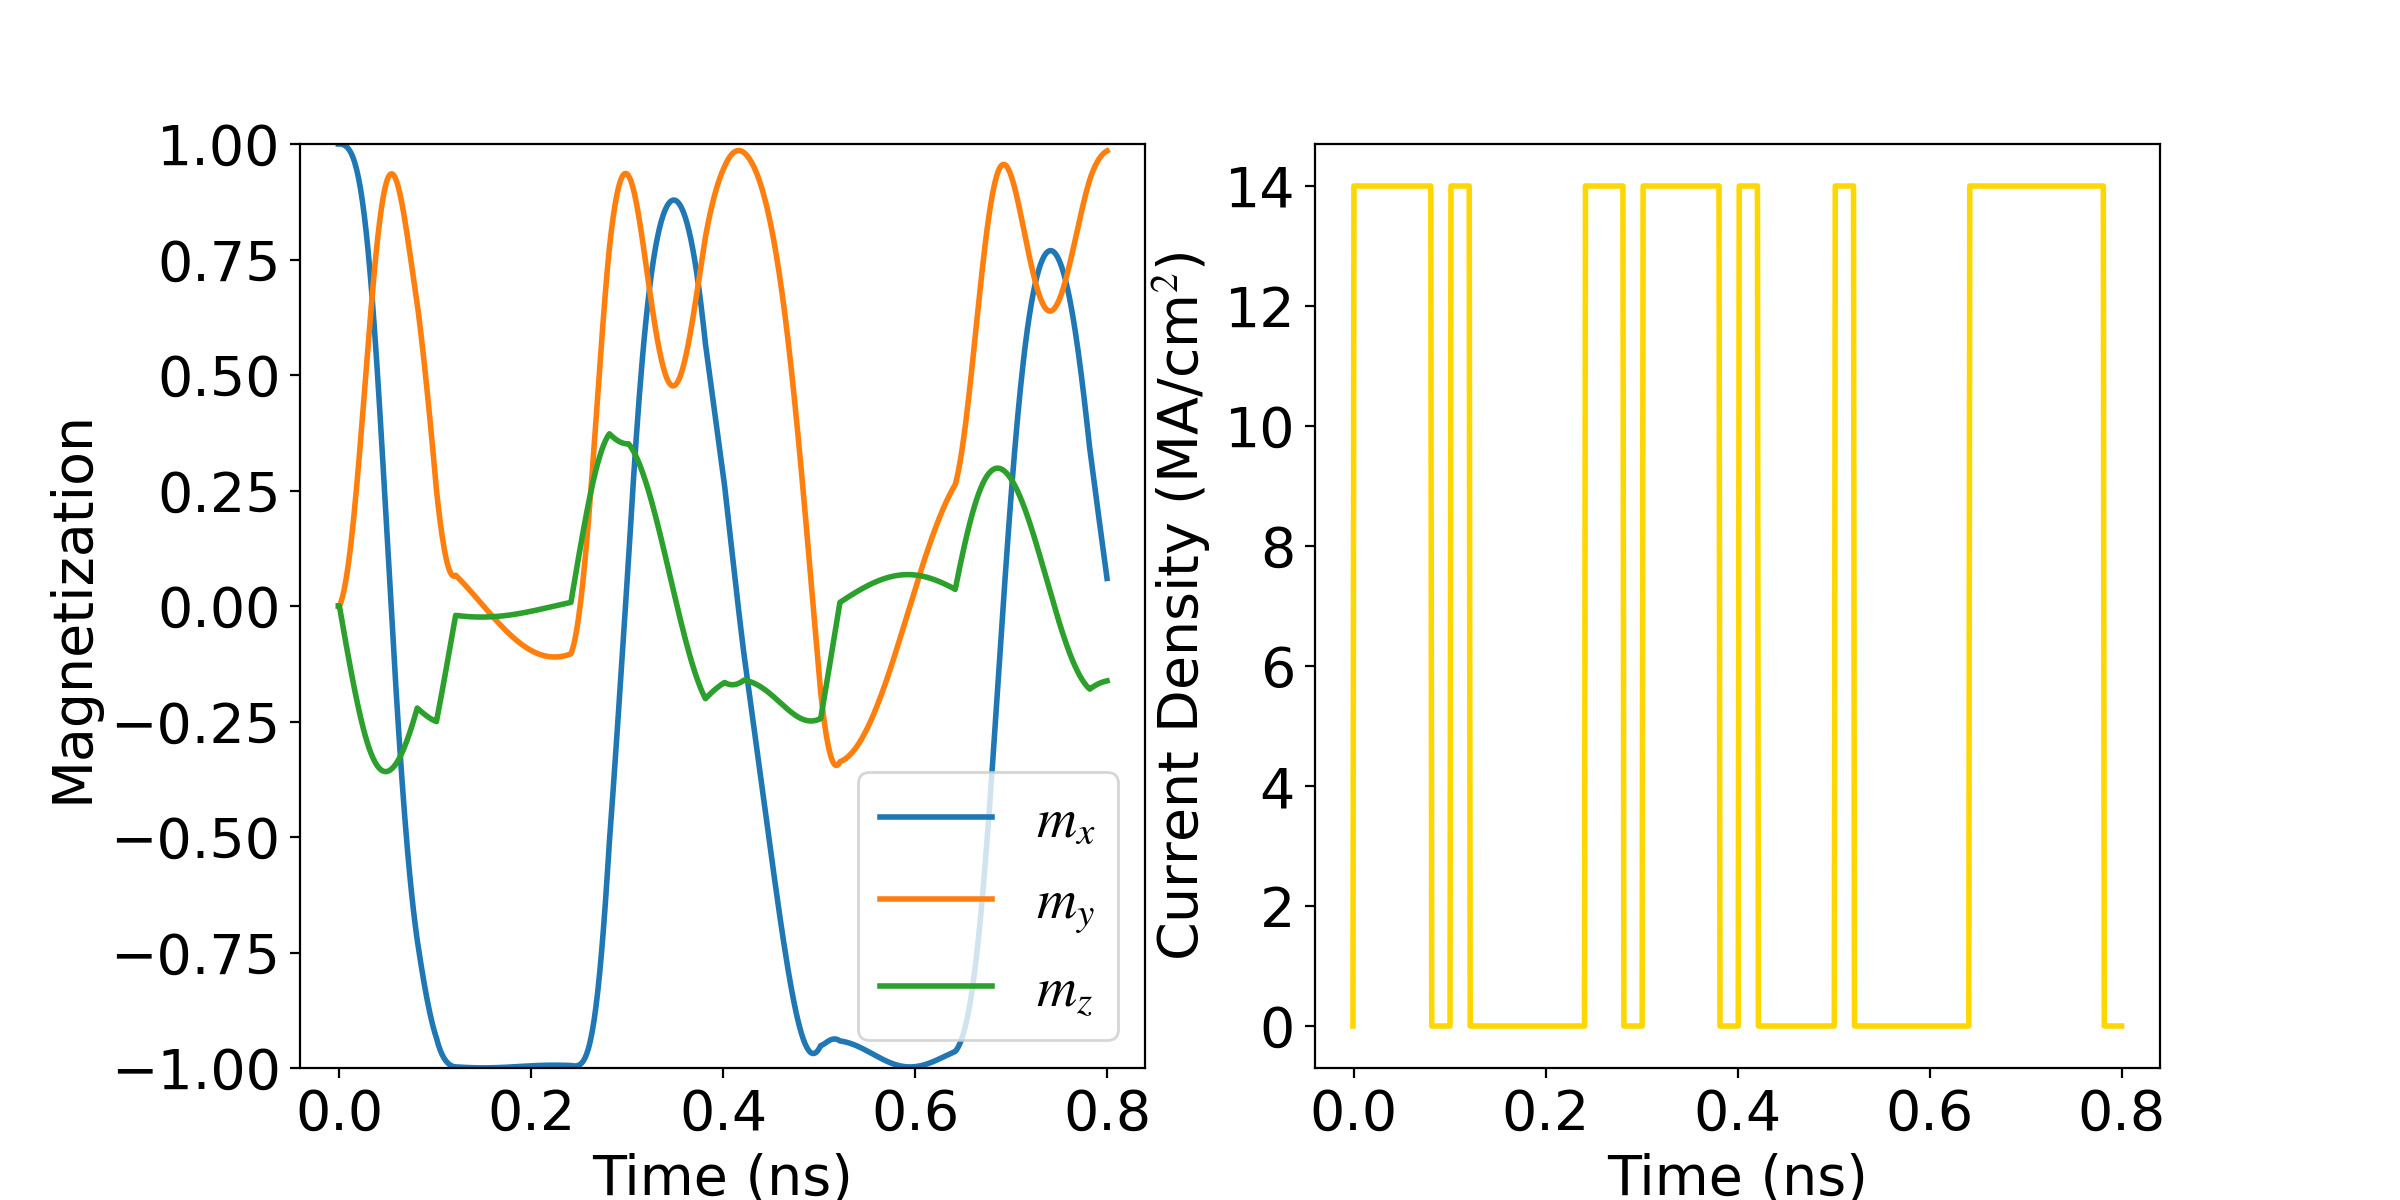 1.00
0.75
0.50
0.25
0.00
−0.25
−0.50
−0.75
−1.00
Magnetization
0.0 0.2 0.4 0.6 0.8
Time (ns)
m_x
m_y
m_z
14
12
10
8
6
4
2
0
Current Density (MA/cm²)
0.0 0.2 0.4 0.6 0.8
Time (ns)